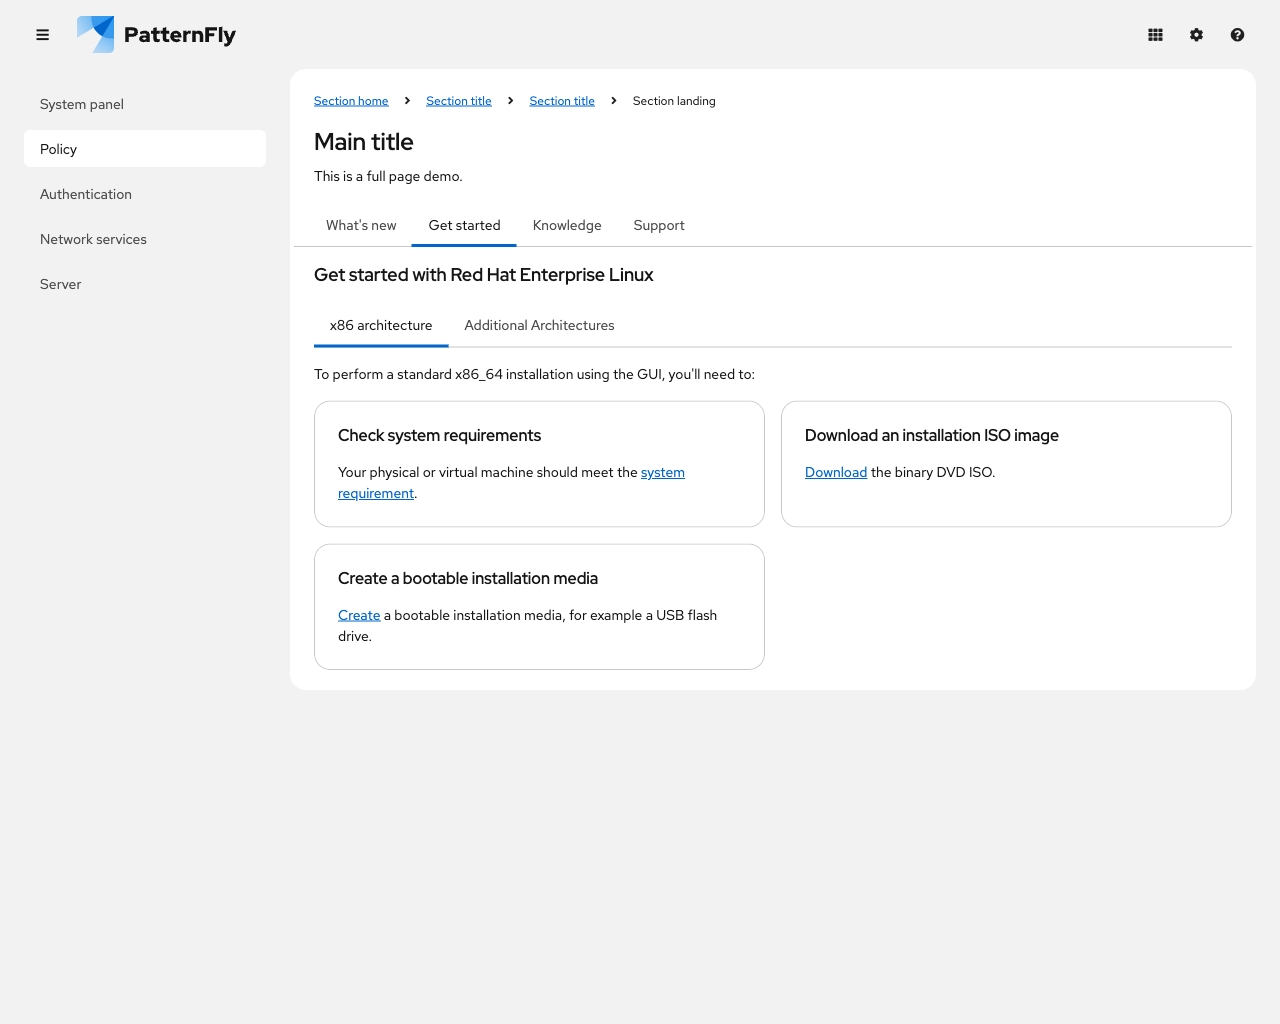 PatternFly
System panel
Policy
Authentication
Network services
Server
Section home
Section title
Section title
Section landing
Main title
This is a full page demo.
What's new
Get started
Knowledge
Support
Get started with Red Hat Enterprise Linux
x86 architecture
Additional Architectures
To perform a standard x86_64 installation using the GUI, you'll need to:
Check system requirements
Your physical or virtual machine should meet the system
requirement.
Download an installation ISO image
Download the binary DVD ISO.
Create a bootable installation media
Create a bootable installation media, for example a USB flash
drive.